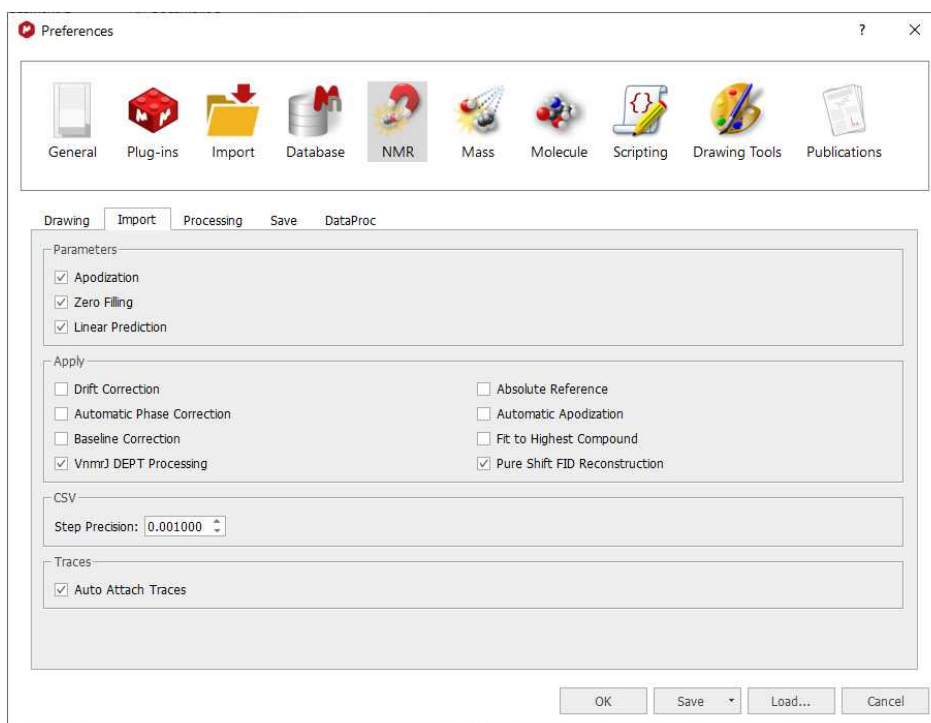 Preferences
?
General Plug-ins Import Database NMR Mass Molecule Scripting Drawing Tools Publications
Drawing Import Processing Save DataProc
Parameters
Apodization
Zero Filling
Linear Prediction
Apply
Drift Correction Absolute Reference
Automatic Phase Correction Automatic Apodization
Baseline Correction Fit to Highest Compound
VnmrJ DEPT Processing Pure Shift FID Reconstruction
CSV
Step Precision: 0.001000
Traces
Auto Attach Traces
OK Save Load... Cancel